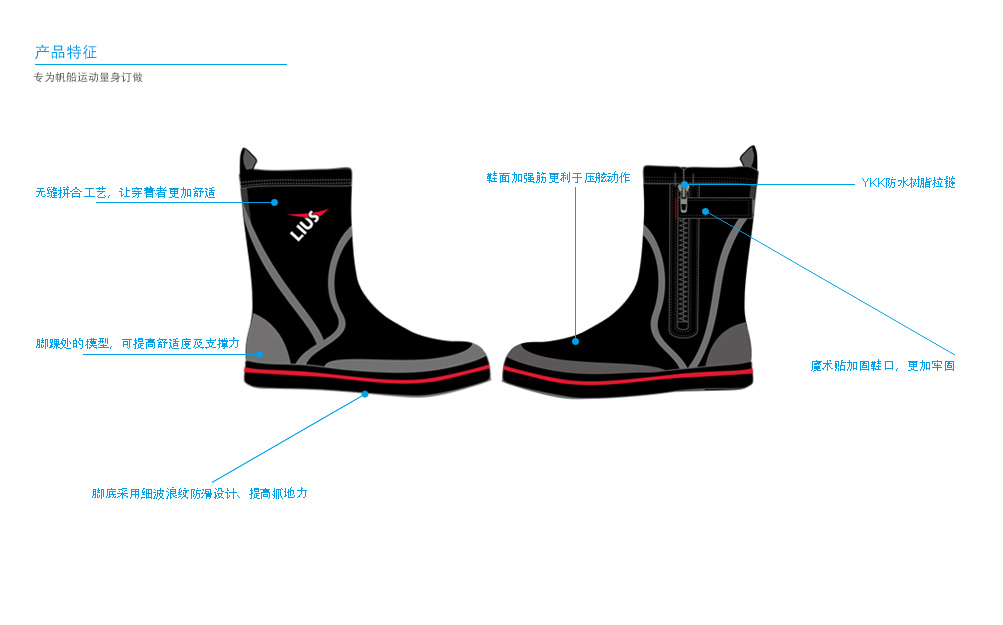 产品特征
专为帆船运动量身订做
无缝拼合工艺，让穿着者更加舒适
鞋面加强筋更利于压舷动作
YKK防水树脂拉链
LIUS
脚踝处的模型，可提高舒适度及支撑力
魔术贴加固鞋口，更加牢固
脚底采用细波浪纹防滑设计、提高抓地力